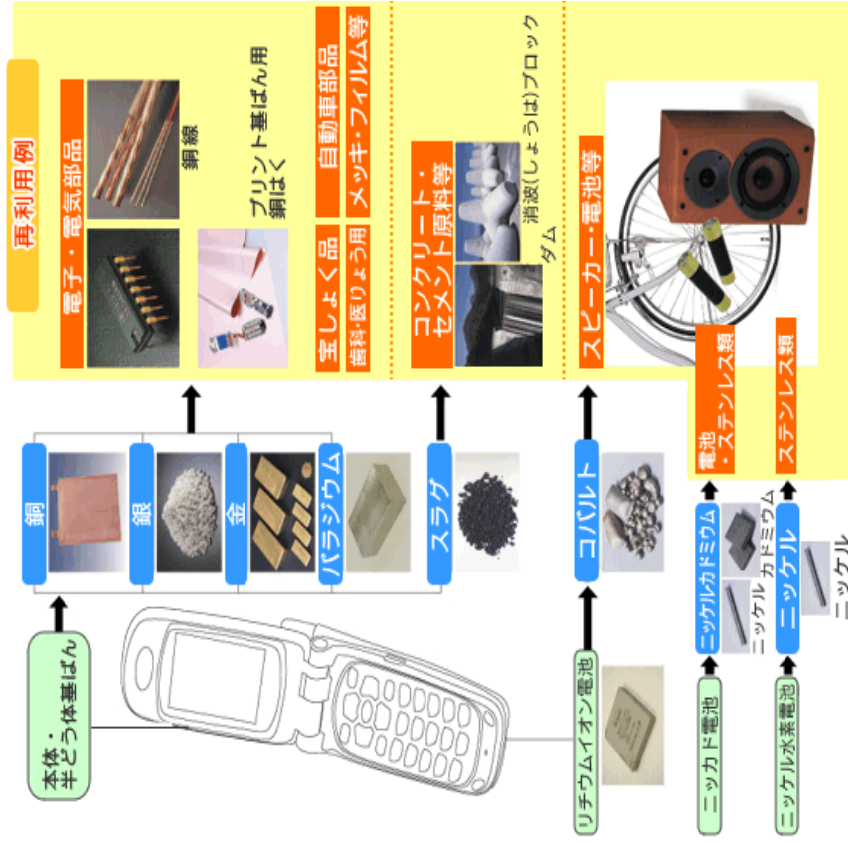 再利用例
本体・
半どう体基ばん
銅
銀
金
パラジウム
スラグ
電子・電気部品
銅線
プリント基ばん用
銅はく
宝しょく品
歯科・医りょう用
自動車部品
メッキ・フィルム等
コンクリート・
セメント原料等
ダム
消波(しょうは)ブロック
リチウムイオン電池
コバルト
スピーカー・電池等
ニッカド電池
ニッケルカドミウム
ニッケル
カドミウム
電池
・ステンレス類
ニッケル水素電池
ニッケル
ニッケル
ステンレス類